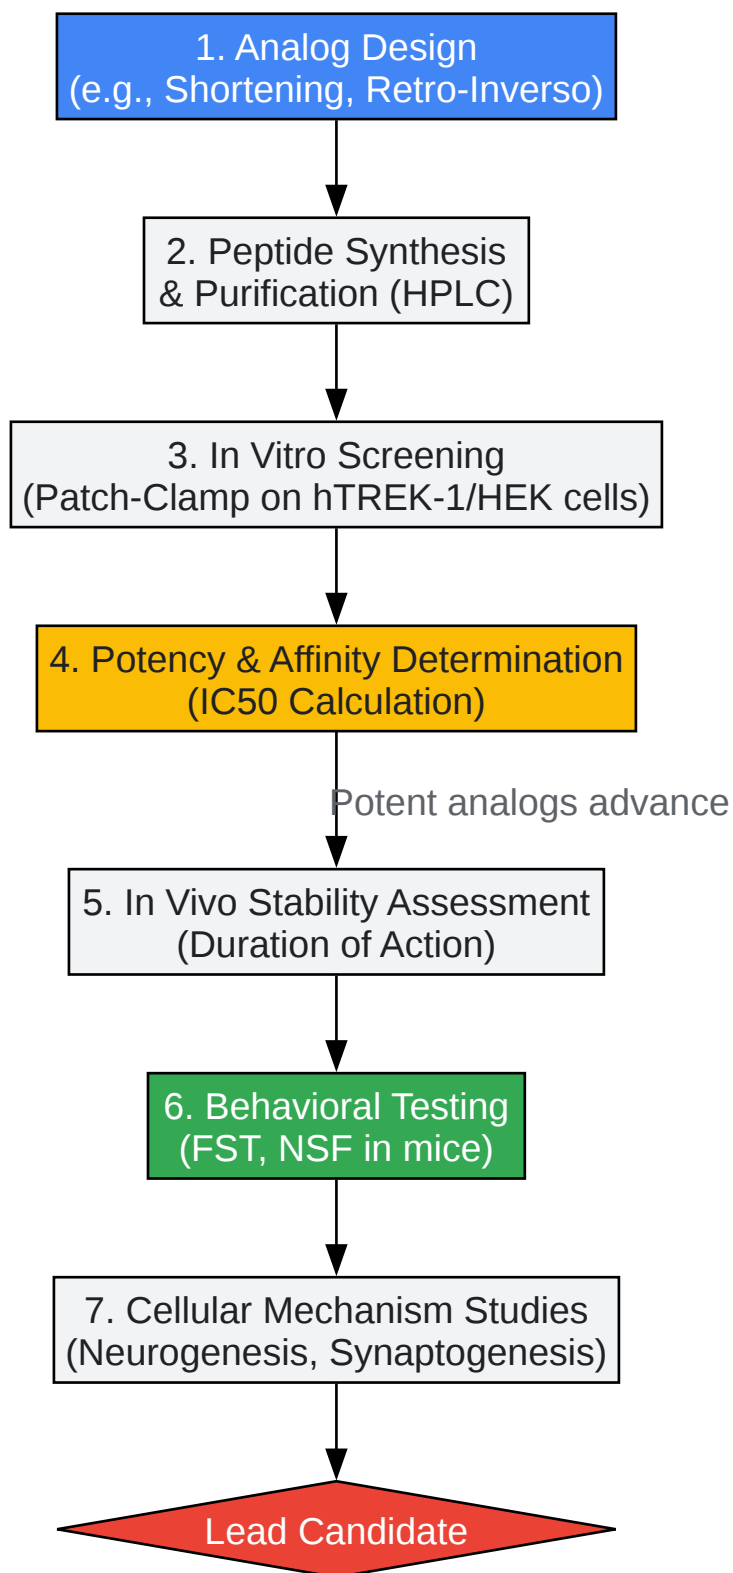 1. Analog Design
(e.g., Shortening, Retro-Inverso)
2. Peptide Synthesis
& Purification (HPLC)
3. In Vitro Screening
(Patch-Clamp on hTREK-1/HEK cells)
4. Potency & Affinity Determination
(IC50 Calculation)
Potent analogs advance
5. In Vivo Stability Assessment
(Duration of Action)
6. Behavioral Testing
(FST, NSF in mice)
7. Cellular Mechanism Studies
(Neurogenesis, Synaptogenesis)
Lead Candidate